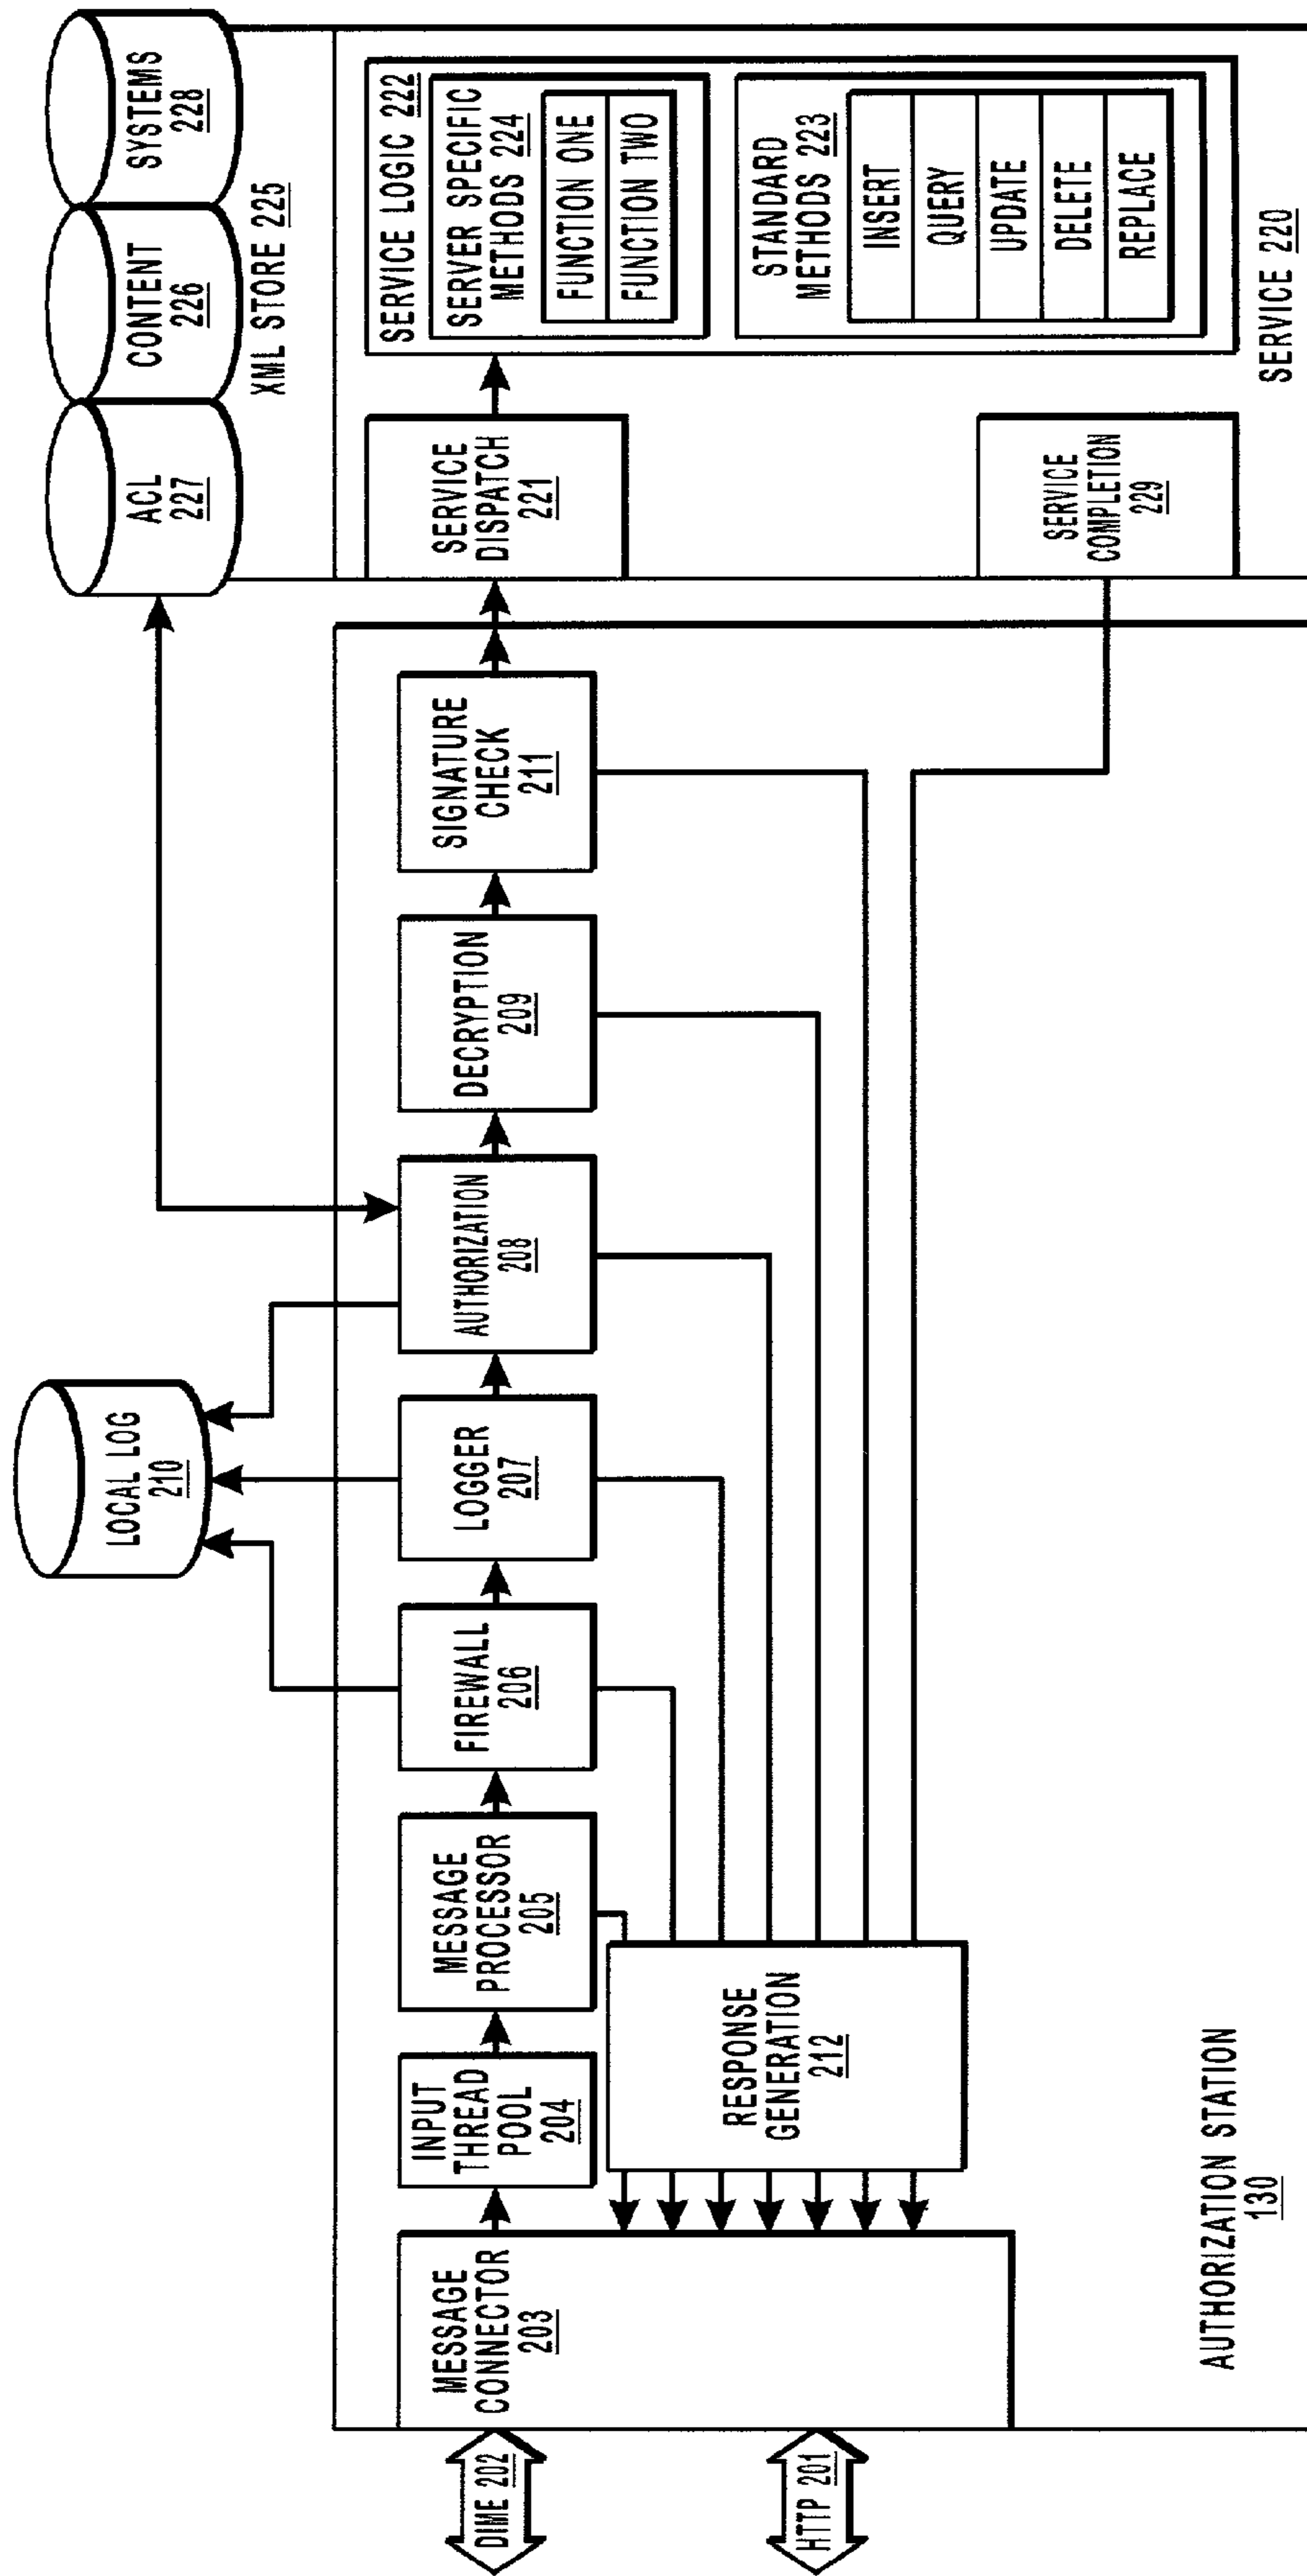 LOCAL LOG
210
ACL
227
CONTENT
226
SYSTEMS
228
XML STORE 225
DIME 202
HTTP 201
MESSAGE
CONNECTOR
203
INPUT
THREAD
POOL
204
MESSAGE
PROCESSOR
205
FIREWALL
206
LOGGER
207
AUTHORIZATION
208
DECRYPTION
209
SIGNATURE
CHECK
211
RESPONSE
GENERATION
212
AUTHORIZATION STATION
130
SERVICE
DISPATCH
221
SERVICE
COMPLETION
229
SERVICE LOGIC 222
SERVER SPECIFIC
METHODS 224
FUNCTION ONE
FUNCTION TWO
STANDARD
METHODS 223
INSERT
QUERY
UPDATE
DELETE
REPLACE
SERVICE 220